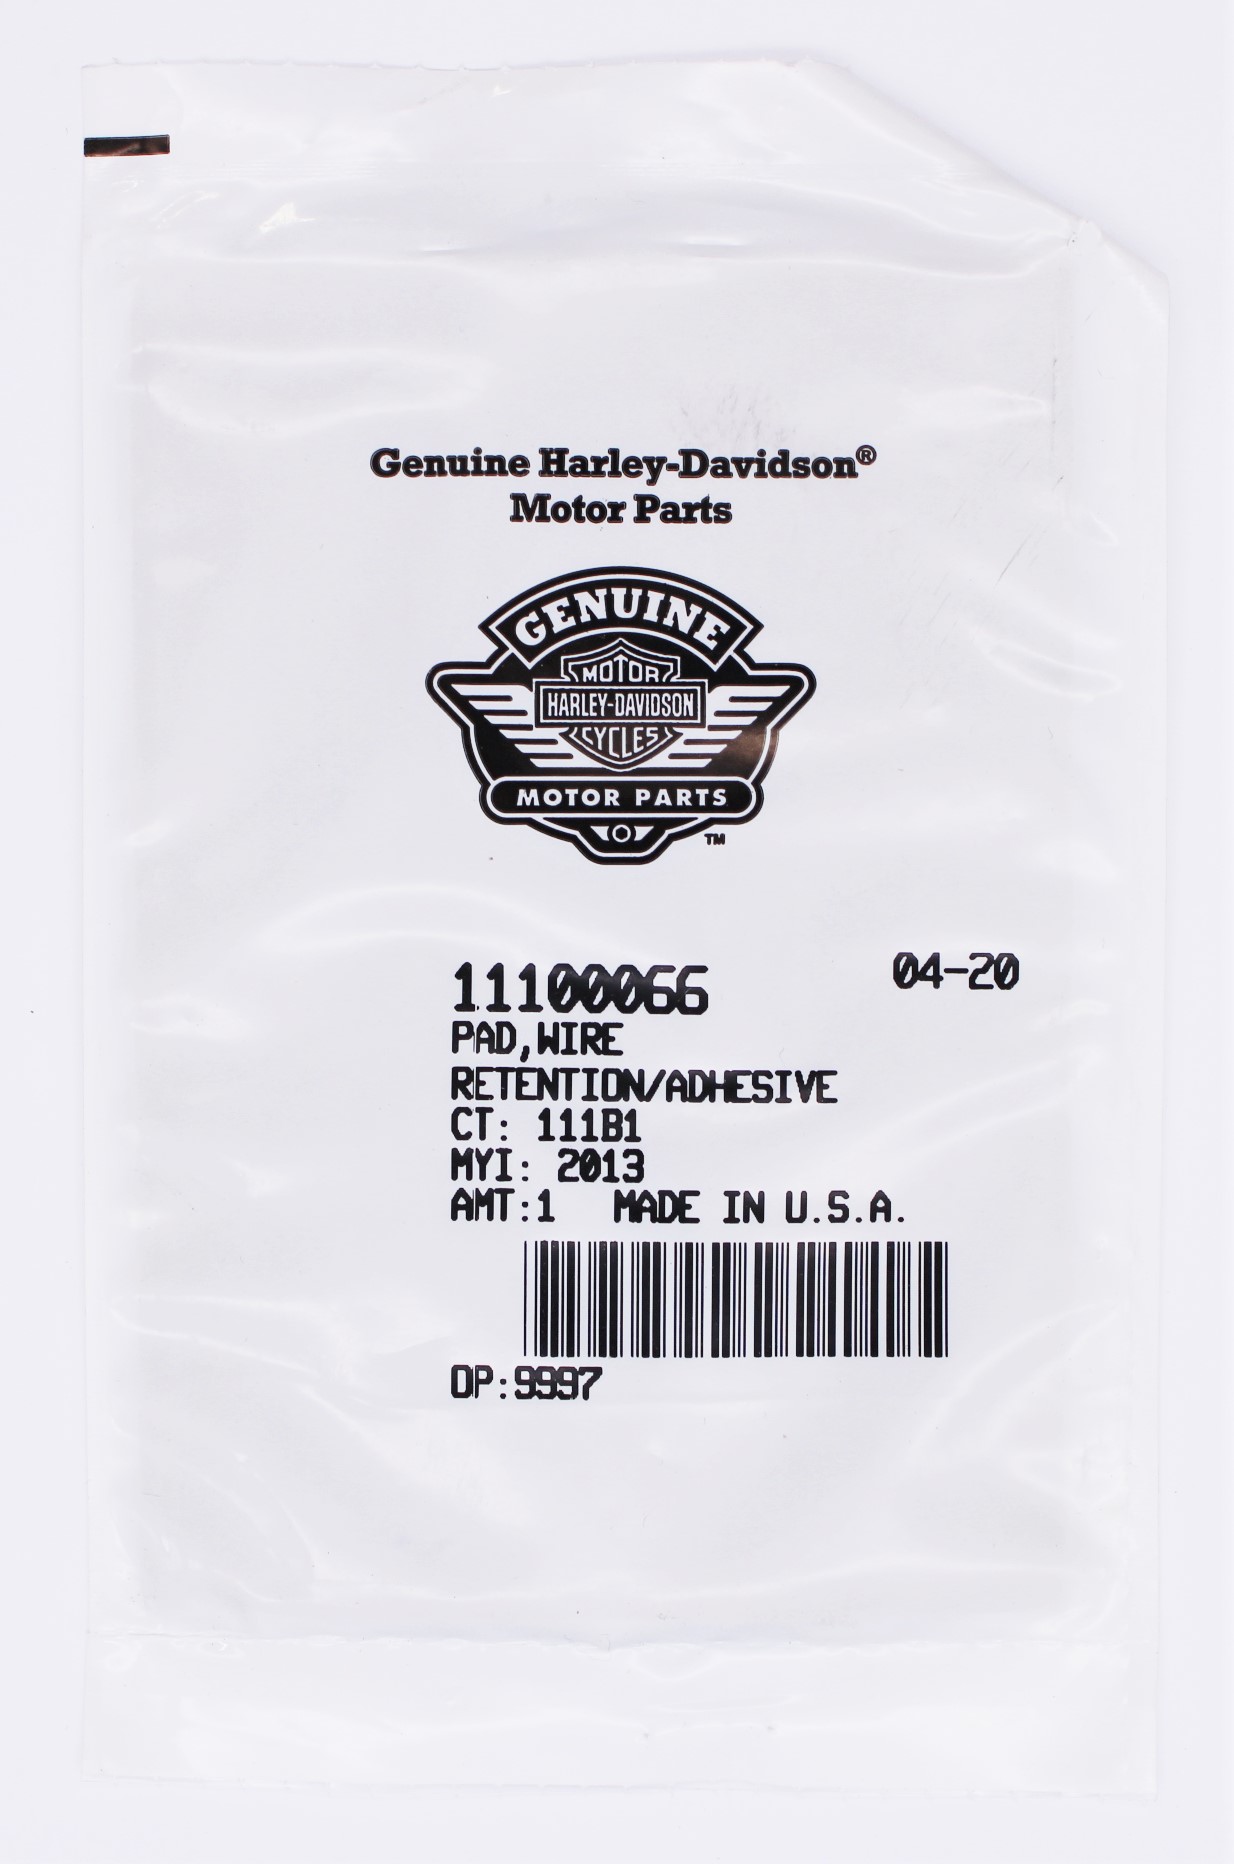 Genuine Harley-Davidson®
Motor Parts
GENUINE
MOTOR
HARLEY-DAVIDSON
CYCLES
MOTOR PARTS
TM
11100066 04-20
PAD,WIRE
RETENTION/ADHESIVE
CT: 111B1
MYI: 2013
AMT:1 MADE IN U.S.A.
OP:9997